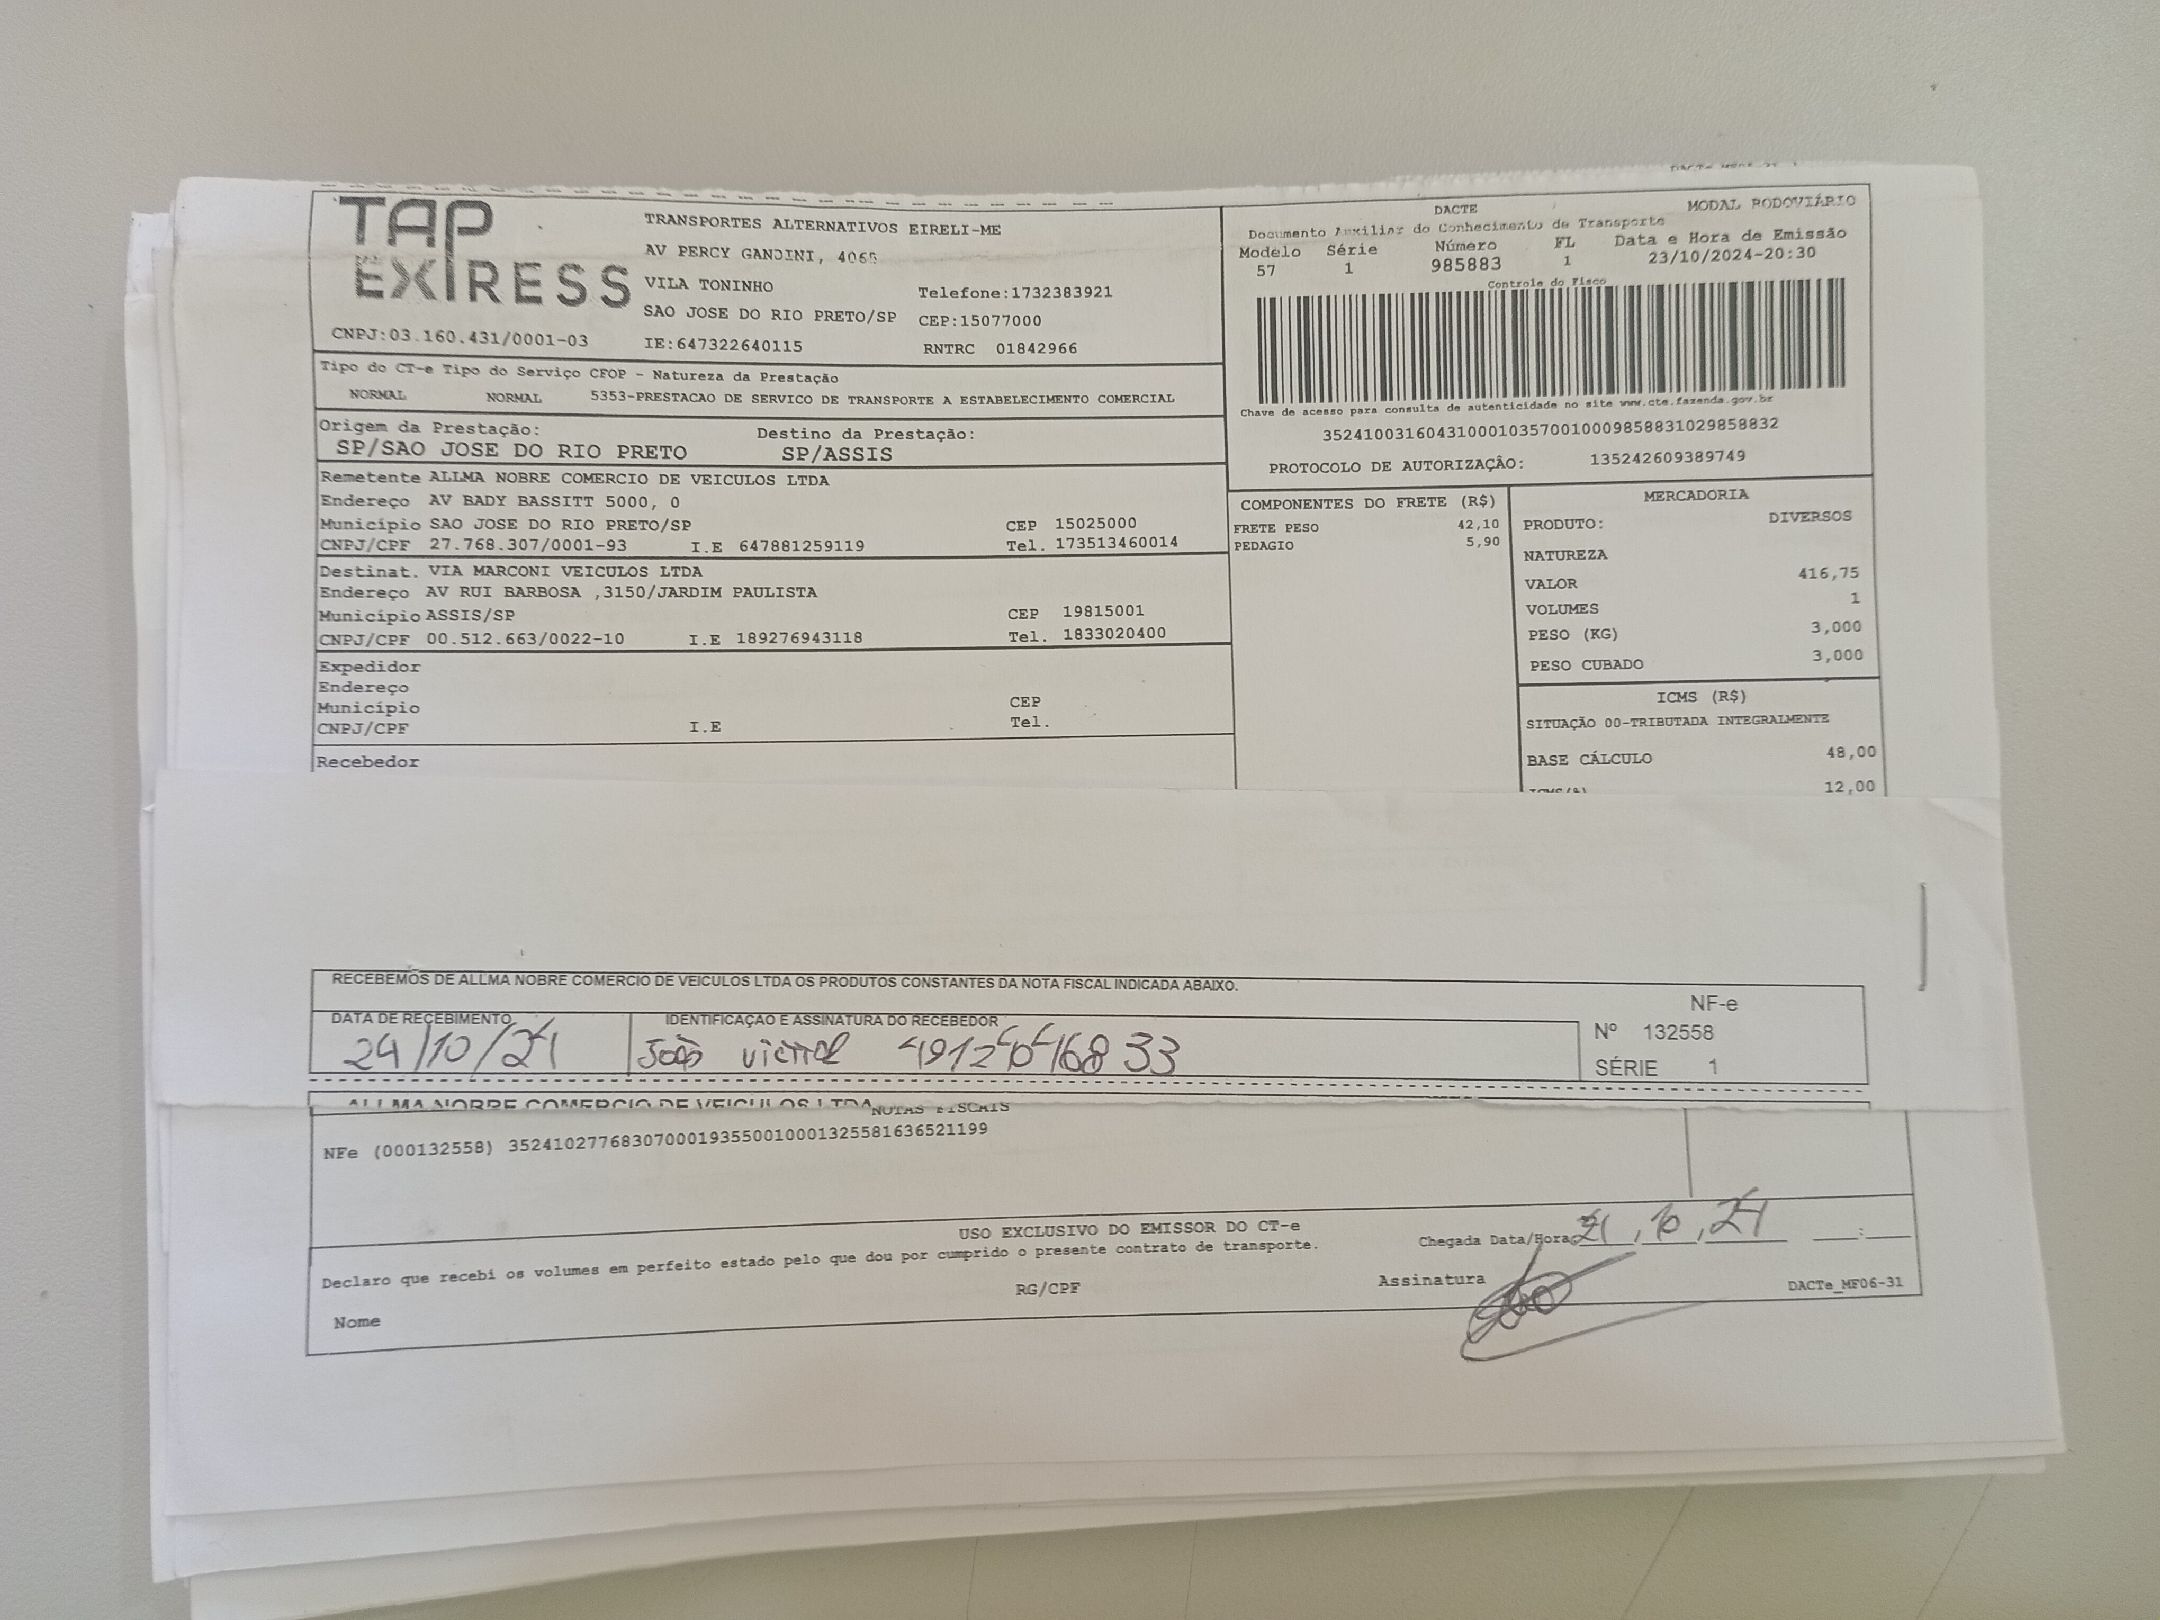 TAP
EXPRESS
TRANSPORTES ALTERNATIVOS EIRELI-ME
AV PERCY GANDINI, 4065
VILA TONINHO
Telefone:1732383921
SAO JOSE DO RIO PRETO/SP CEP:15077000
CNPJ:03.160.431/0001-03 IE:647322640115 RNTRC 01842966
DACTE MODAL RODOVIÁRIO
Documento Auxiliar do Conhecimento de Transporte
Modelo Série Número FL Data e Hora de Emissão
57 1 985883 1 23/10/2024-20:30
Controle do Fisco
Chave de acesso para consulta de autenticidade no site www.cte.fazenda.gov.br
35241003160431000103570010009858831029858832
PROTOCOLO DE AUTORIZAÇÂO: 135242609389749
Tipo do CT-e Tipo do Serviço CFOP - Natureza da Prestação
NORMAL NORMAL 5353-PRESTACAO DE SERVICO DE TRANSPORTE A ESTABELECIMENTO COMERCIAL
Origem da Prestação: Destino da Prestação:
SP/SAO JOSE DO RIO PRETO SP/ASSIS
Remetente ALLMA NOBRE COMERCIO DE VEICULOS LTDA
Endereço AV BADY BASSITT 5000, 0
Município SAO JOSE DO RIO PRETO/SP CEP 15025000
CNPJ/CPF 27.768.307/0001-93 I.E 647881259119 Tel. 173513460014
Destinat. VIA MARCONI VEICULOS LTDA
Endereço AV RUI BARBOSA ,3150/JARDIM PAULISTA
Município ASSIS/SP CEP 19815001
CNPJ/CPF 00.512.663/0022-10 I.E 189276943118 Tel. 1833020400
Expedidor
Endereço
Município CEP
CNPJ/CPF I.E Tel.
Recebedor
COMPONENTES DO FRETE (R$)
FRETE PESO 42,10
PEDAGIO 5,90
MERCADORIA
PRODUTO: DIVERSOS
NATUREZA
VALOR 416,75
VOLUMES 1
PESO (KG) 3,000
PESO CUBADO 3,000
ICMS (R$)
SITUAÇÃO 00-TRIBUTADA INTEGRALMENTE
BASE CÁLCULO 48,00
12,00
RECEBEMOS DE ALLMA NOBRE COMERCIO DE VEICULOS LTDA OS PRODUTOS CONSTANTES DA NOTA FISCAL INDICADA ABAIXO.
DATA DE RECEBIMENTO IDENTIFICAÇÃO E ASSINATURA DO RECEBEDOR
24/10/24 João
NF-e
Nº 132558
SÉRIE 1
ALLMA NOBRE COMERCIO DE VEICULOS LTDA
NOTAS FISCAIS
NFe (000132558) 35241027768307000193550010001325581636521199
USO EXCLUSIVO DO EMISSOR DO CT-e
Declaro que recebi os volumes em perfeito estado pelo que dou por cumprido o presente contrato de transporte.
Chegada Data/Hora 24,10,24 :
RG/CPF Assinatura
Nome
DACTe_MF06-31